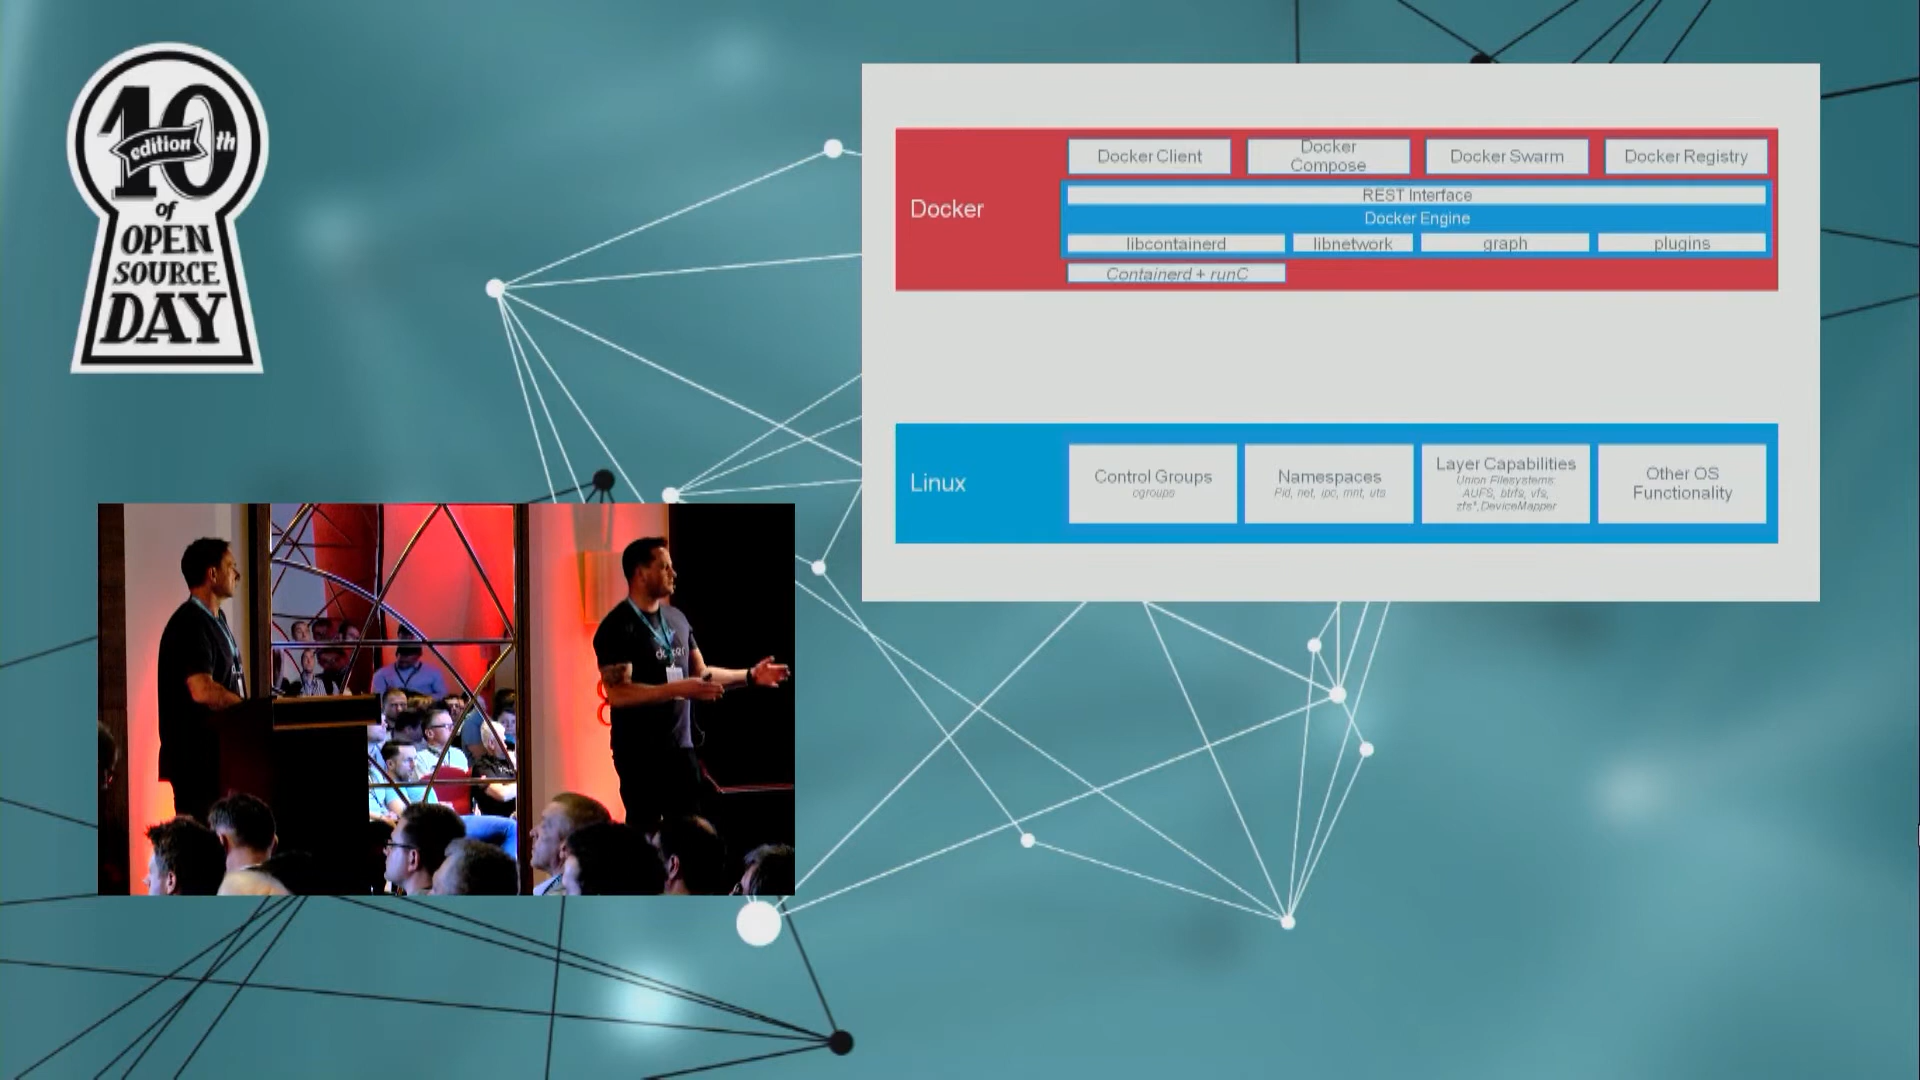 10th
edition
of
OPEN
SOURCE
DAY
Docker
Docker Client
Docker
Compose
Docker Swarm
Docker Registry
REST Interface
Docker Engine
libcontainerd
libnetwork
graph
plugins
Containerd + runC
Linux
Control Groups
cgroups
Namespaces
Pid, net, ipc, mnt, uts
Layer Capabilities
Union Filesystems
AUFS, btrfs, vfs,
zfs*, DeviceMapper
Other OS
Functionality